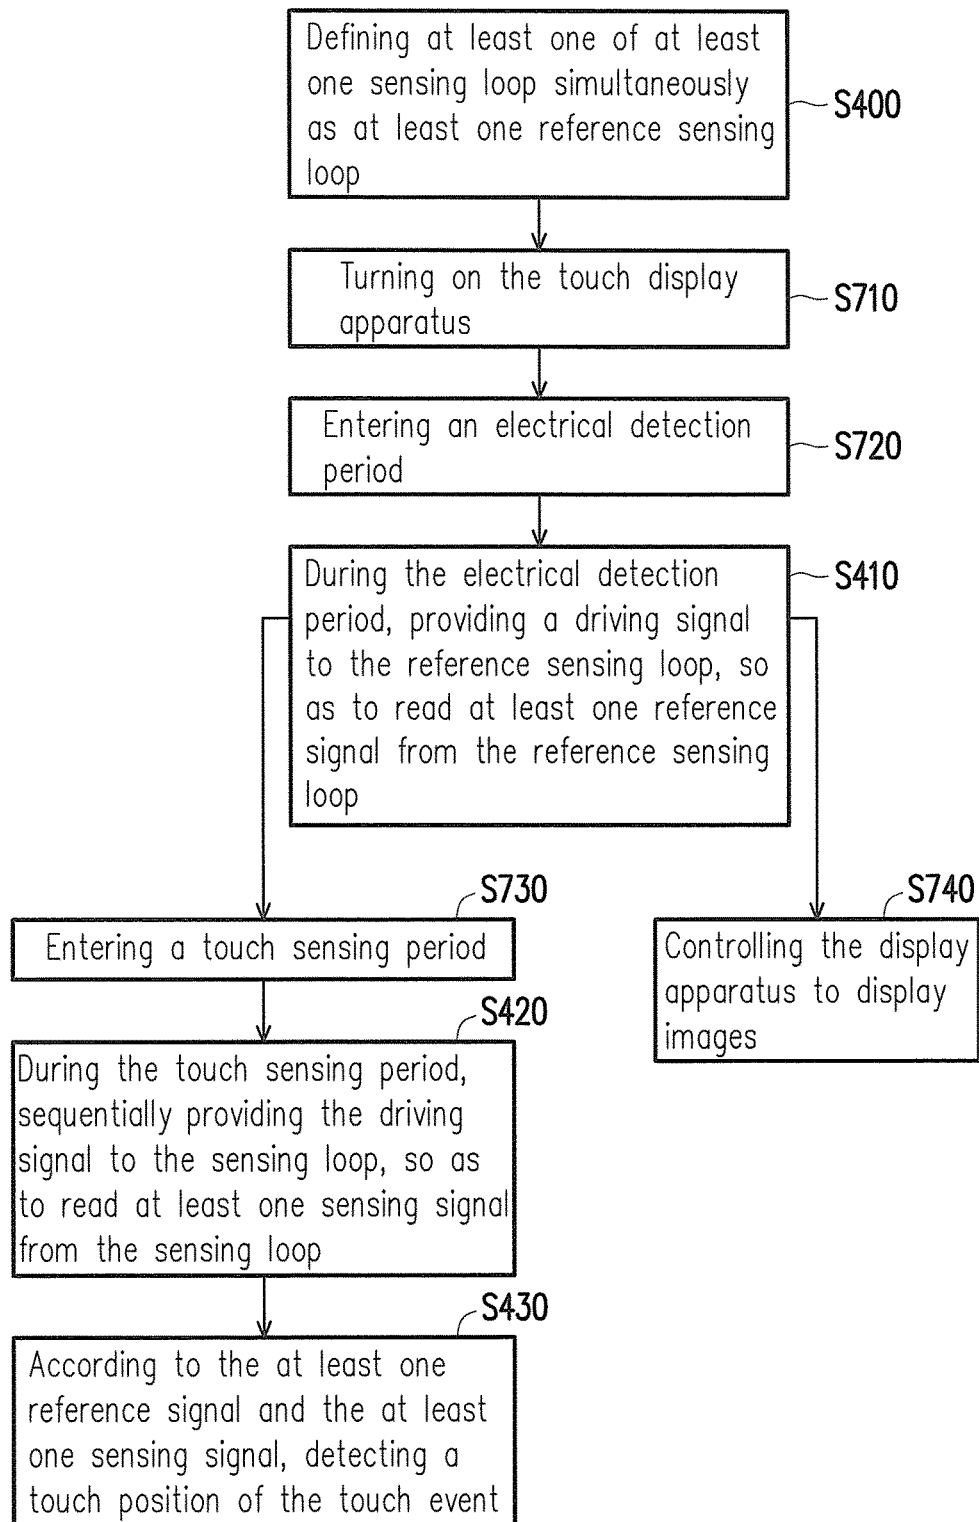 Defining at least one of at least
one sensing loop simultaneously
as at least one reference sensing
loop
S400
Turning on the touch display
apparatus
S710
Entering an electrical detection
period
S720
During the electrical detection
period, providing a driving signal
to the reference sensing loop, so
as to read at least one reference
signal from the reference sensing
loop
S410
S730
Entering a touch sensing period
S740
Controlling the display
apparatus to display
images
S420
During the touch sensing period,
sequentially providing the driving
signal to the sensing loop, so as
to read at least one sensing signal
from the sensing loop
S430
According to the at least one
reference signal and the at least
one sensing signal, detecting a
touch position of the touch event